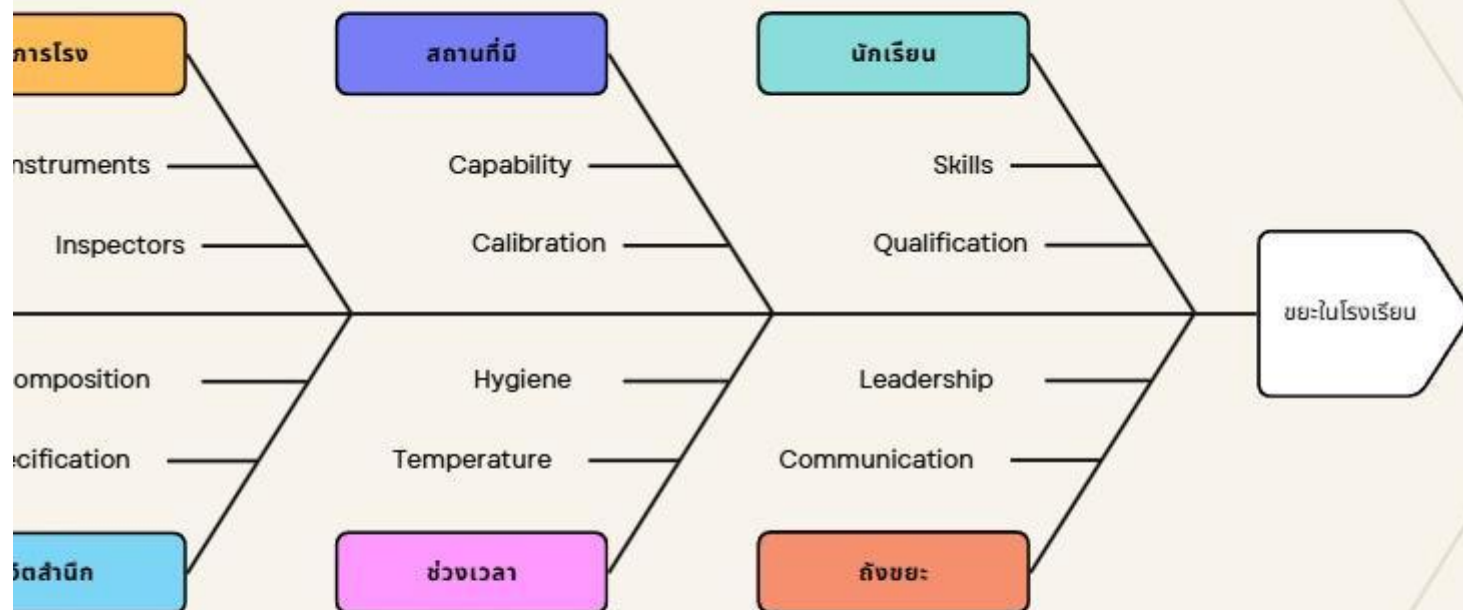 การโรง
สถานที่มี
นักเรียน
nstruments
Capability
Skills
Inspectors
Calibration
Qualification
ขยะในโรงเรียน
omposition
Hygiene
Leadership
cification
Temperature
Communication
จิตสำนึก
ช่วงเวลา
ถังขยะ